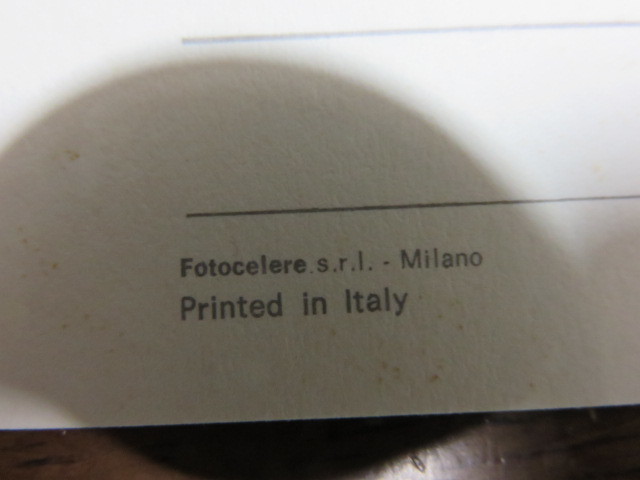 Fotocelere s.r.l. - Milano
Printed in Italy